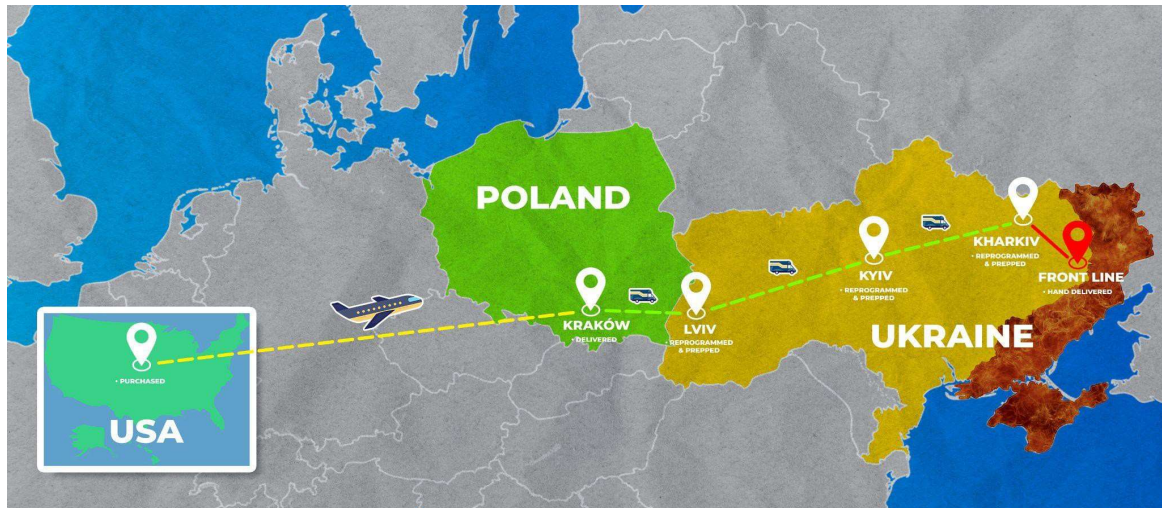 POLAND
KHARKIV
• REPROGRAMMED
& PREPPED
KYIV
• REPROGRAMMED
& PREPPED
FRONT LINE
• HAND DELIVERED
KRAKÓW
• DELIVERED
LVIV
• REPROGRAMMED
& PREPPED
UKRAINE
• PURCHASED
USA